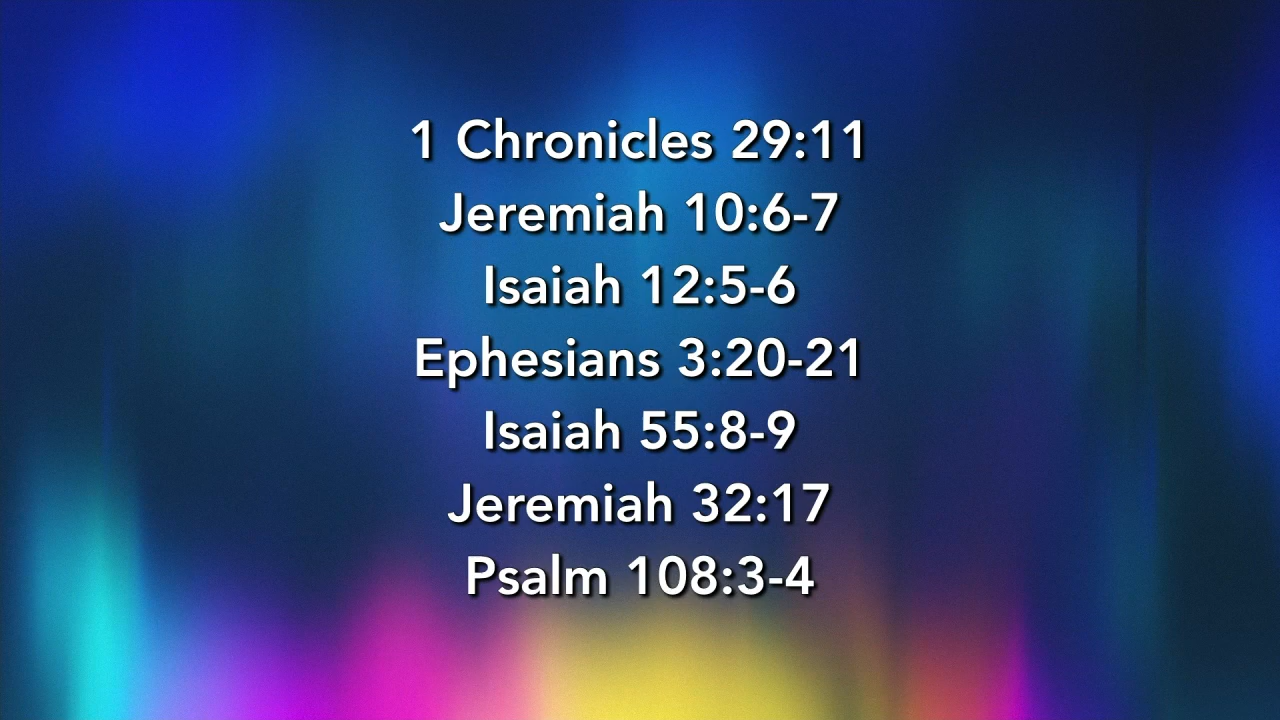 1 Chronicles 29:11
Jeremiah 10:6-7
Isaiah 12:5-6
Ephesians 3:20-21
Isaiah 55:8-9
Jeremiah 32:17
Psalm 108:3-4